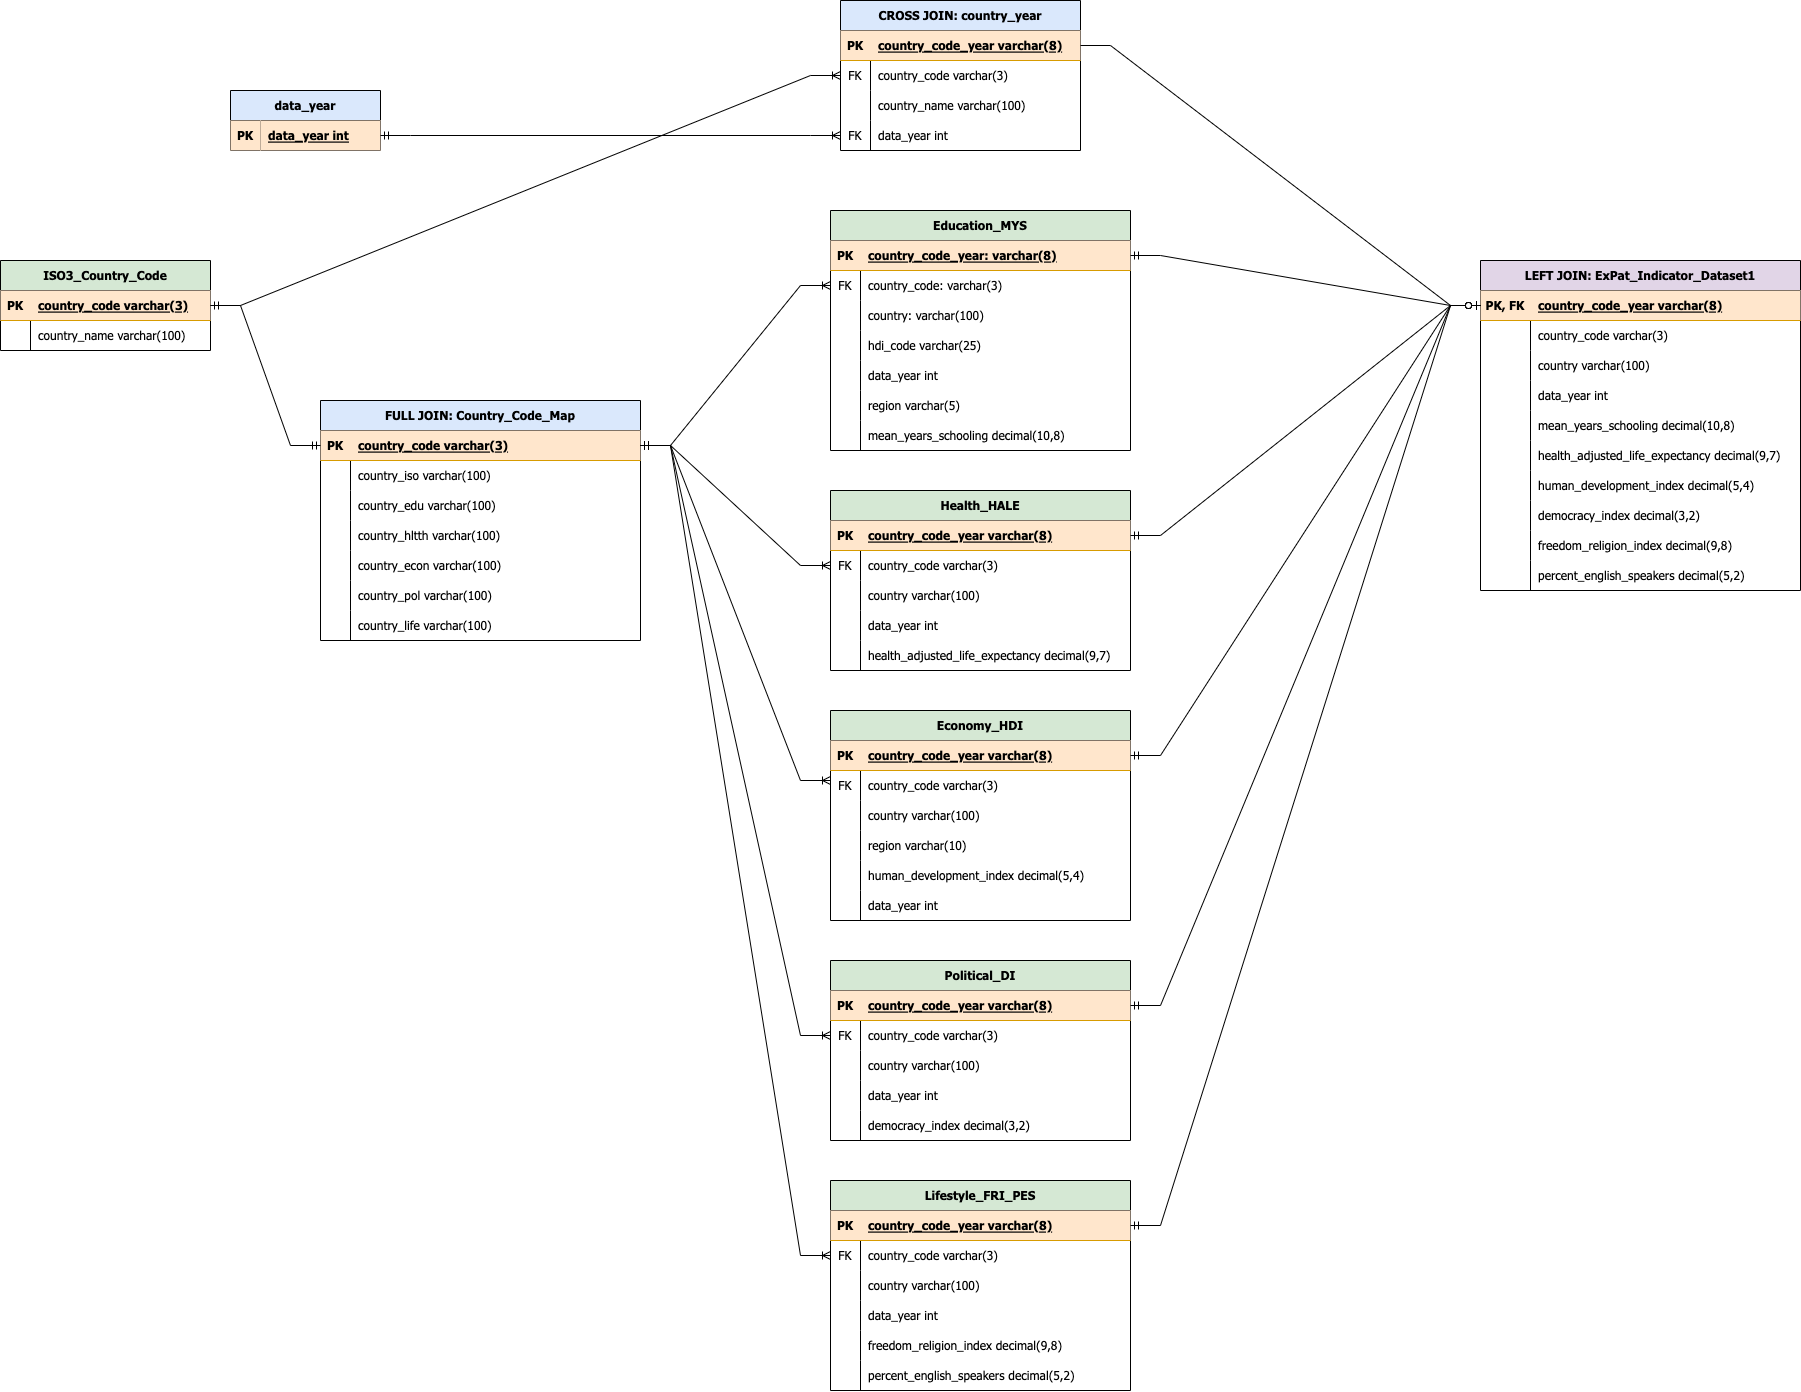 CROSS JOIN: country_year
PK country_code_year varchar(8)
FK country_code varchar(3)
country_name varchar(100)
FK data_year int
data_year
PK data_year int
ISO3_Country_Code
PK country_code varchar(3)
country_name varchar(100)
FULL JOIN: Country_Code_Map
PK country_code varchar(3)
country_iso varchar(100)
country_edu varchar(100)
country_hltth varchar(100)
country_econ varchar(100)
country_pol varchar(100)
country_life varchar(100)
Education_MYS
PK country_code_year: varchar(8)
FK country_code: varchar(3)
country: varchar(100)
hdi_code varchar(25)
data_year int
region varchar(5)
mean_years_schooling decimal(10,8)
Health_HALE
PK country_code_year varchar(8)
FK country_code varchar(3)
country varchar(100)
data_year int
health_adjusted_life_expectancy decimal(9,7)
Economy_HDI
PK country_code_year varchar(8)
FK country_code varchar(3)
country varchar(100)
region varchar(10)
human_development_index decimal(5,4)
data_year int
Political_DI
PK country_code_year varchar(8)
FK country_code varchar(3)
country varchar(100)
data_year int
democracy_index decimal(3,2)
Lifestyle_FRI_PES
PK country_code_year varchar(8)
FK country_code varchar(3)
country varchar(100)
data_year int
freedom_religion_index decimal(9,8)
percent_english_speakers decimal(5,2)
LEFT JOIN: ExPat_Indicator_Dataset1
PK, FK country_code_year varchar(8)
country_code varchar(3)
country varchar(100)
data_year int
mean_years_schooling decimal(10,8)
health_adjusted_life_expectancy decimal(9,7)
human_development_index decimal(5,4)
democracy_index decimal(3,2)
freedom_religion_index decimal(9,8)
percent_english_speakers decimal(5,2)